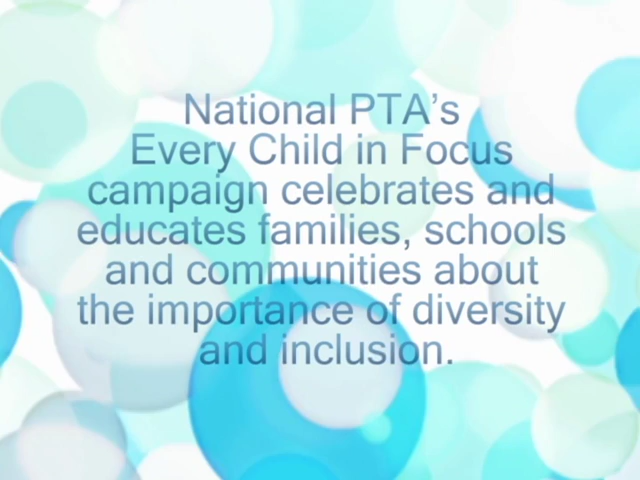 National PTA’s
Every Child in Focus
campaign celebrates and
educates families, schools
and communities about
the importance of diversity
and inclusion.